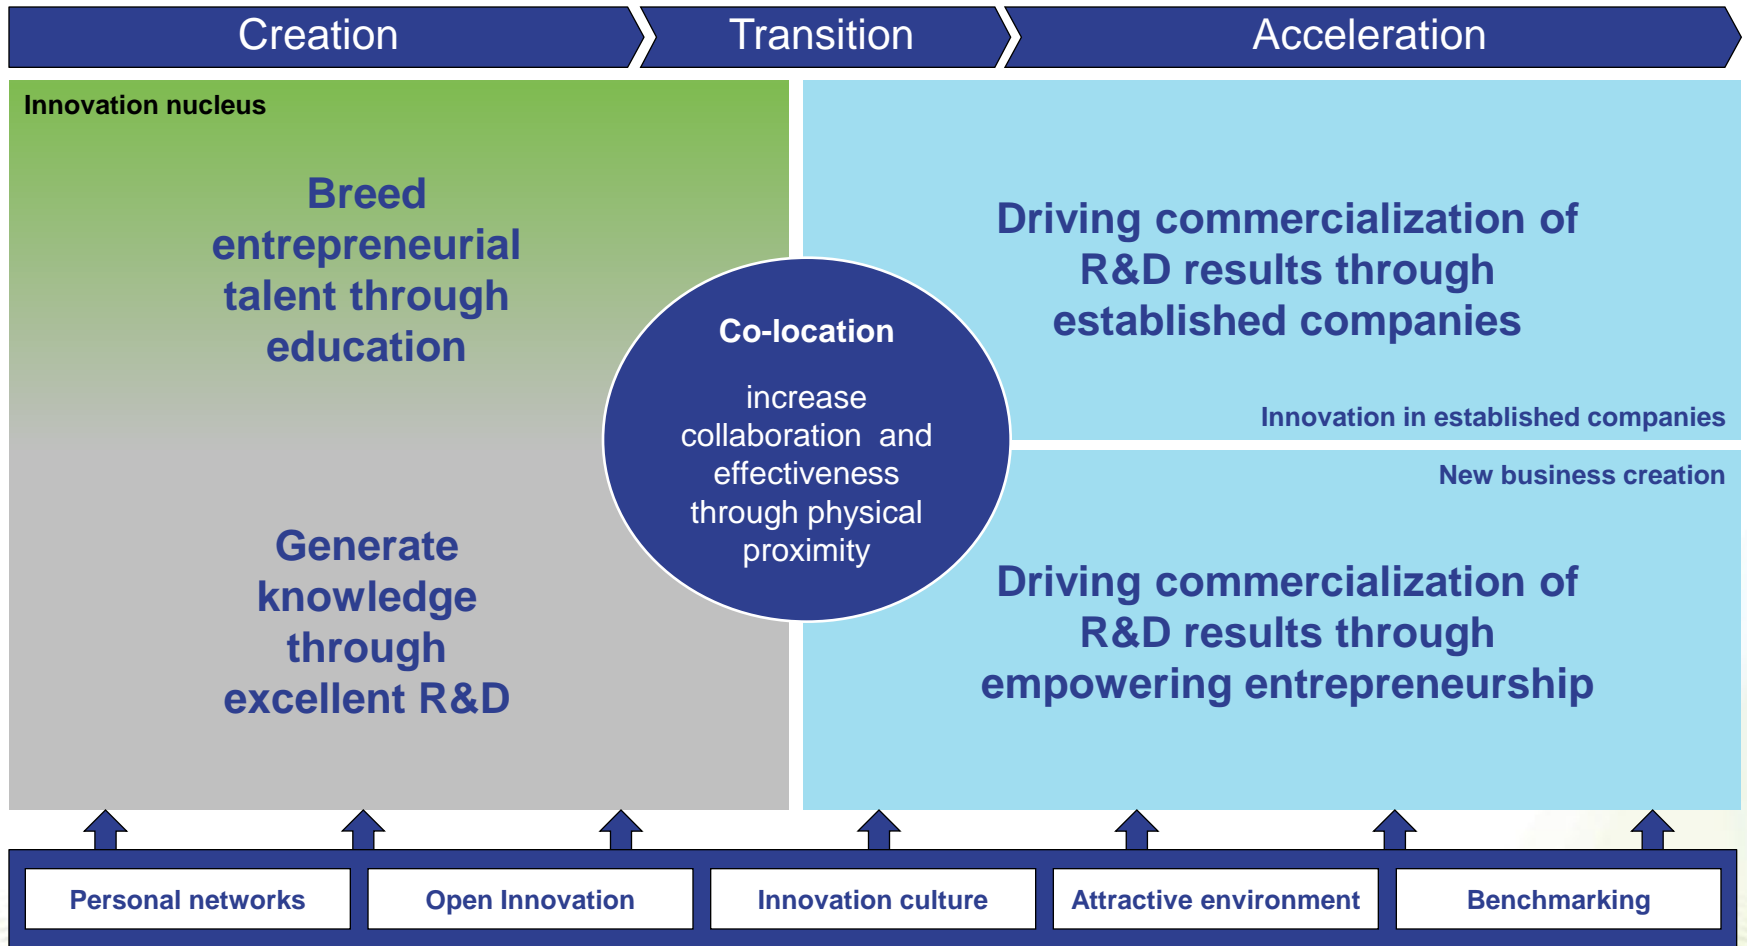 Creation
Transition
Acceleration
Innovation nucleus
Breed
entrepreneurial
talent through
education
Generate
knowledge
through
excellent R&D
Co-location
increase
collaboration and
effectiveness
through physical
proximity
Driving commercialization of
R&D results through
established companies
Innovation in established companies
New business creation
Driving commercialization of
R&D results through
empowering entrepreneurship
Personal networks
Open Innovation
Innovation culture
Attractive environment
Benchmarking